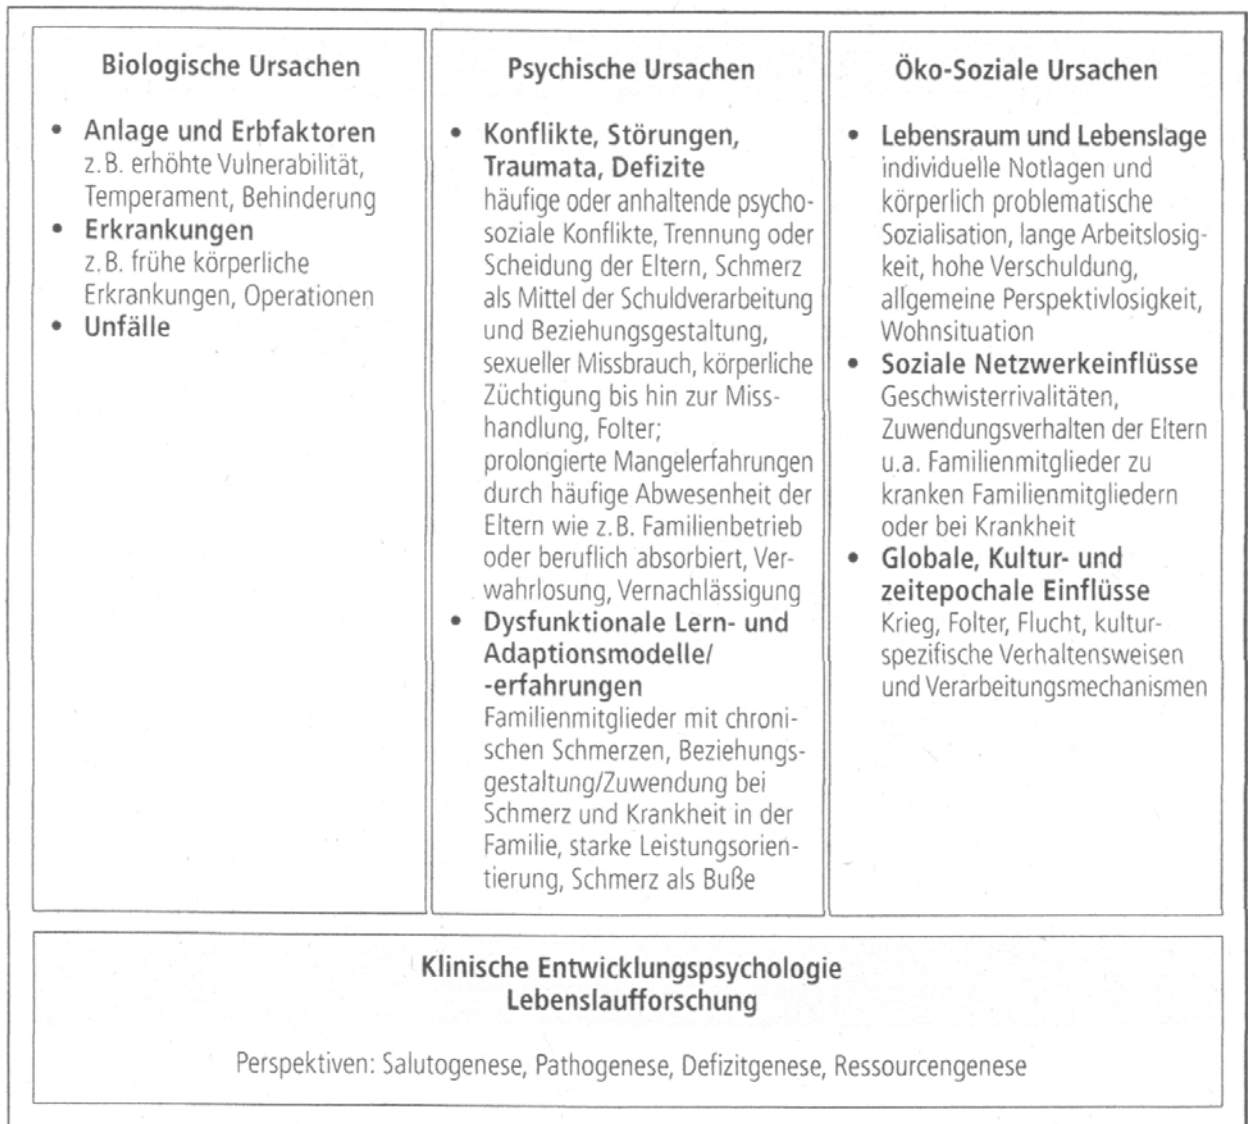 Biologische Ursachen
• Anlage und Erbfaktoren
z. B. erhöhte Vulnerabilität,
Temperament, Behinderung
• Erkrankungen
z. B. frühe körperliche
Erkrankungen, Operationen
• Unfälle
Psychische Ursachen
• Konflikte, Störungen,
Traumata, Defizite
häufige oder anhaltende psycho-
soziale Konflikte, Trennung oder
Scheidung der Eltern, Schmerz
als Mittel der Schuldverarbeitung
und Beziehungsgestaltung,
sexueller Missbrauch, körperliche
Züchtigung bis hin zur Miss-
handlung, Folter;
prolongierte Mangelerfahrungen
durch häufige Abwesenheit der
Eltern wie z. B. Familienbetrieb
oder beruflich absorbiert, Ver-
wahrlosung, Vernachlässigung
• Dysfunktionale Lern- und
Adaptionsmodelle/
-erfahrungen
Familienmitglieder mit chroni-
schen Schmerzen, Beziehungs-
gestaltung/Zuwendung bei
Schmerz und Krankheit in der
Familie, starke Leistungsorien-
tierung, Schmerz als Buße
Öko-Soziale Ursachen
• Lebensraum und Lebenslage
individuelle Notlagen und
körperlich problematische
Sozialisation, lange Arbeitslosig-
keit, hohe Verschuldung,
allgemeine Perspektivlosigkeit,
Wohnsituation
• Soziale Netzwerkeinflüsse
Geschwisterrivalitäten,
Zuwendungsverhalten der Eltern
u.a. Familienmitglieder zu
kranken Familienmitgliedern
oder bei Krankheit
• Globale, Kultur- und
zeitepochale Einflüsse
Krieg, Folter, Flucht, kultur-
spezifische Verhaltensweisen
und Verarbeitungsmechanismen
Klinische Entwicklungspsychologie
Lebenslaufforschung
Perspektiven: Salutogenese, Pathogenese, Defizitgenese, Ressourcengenese